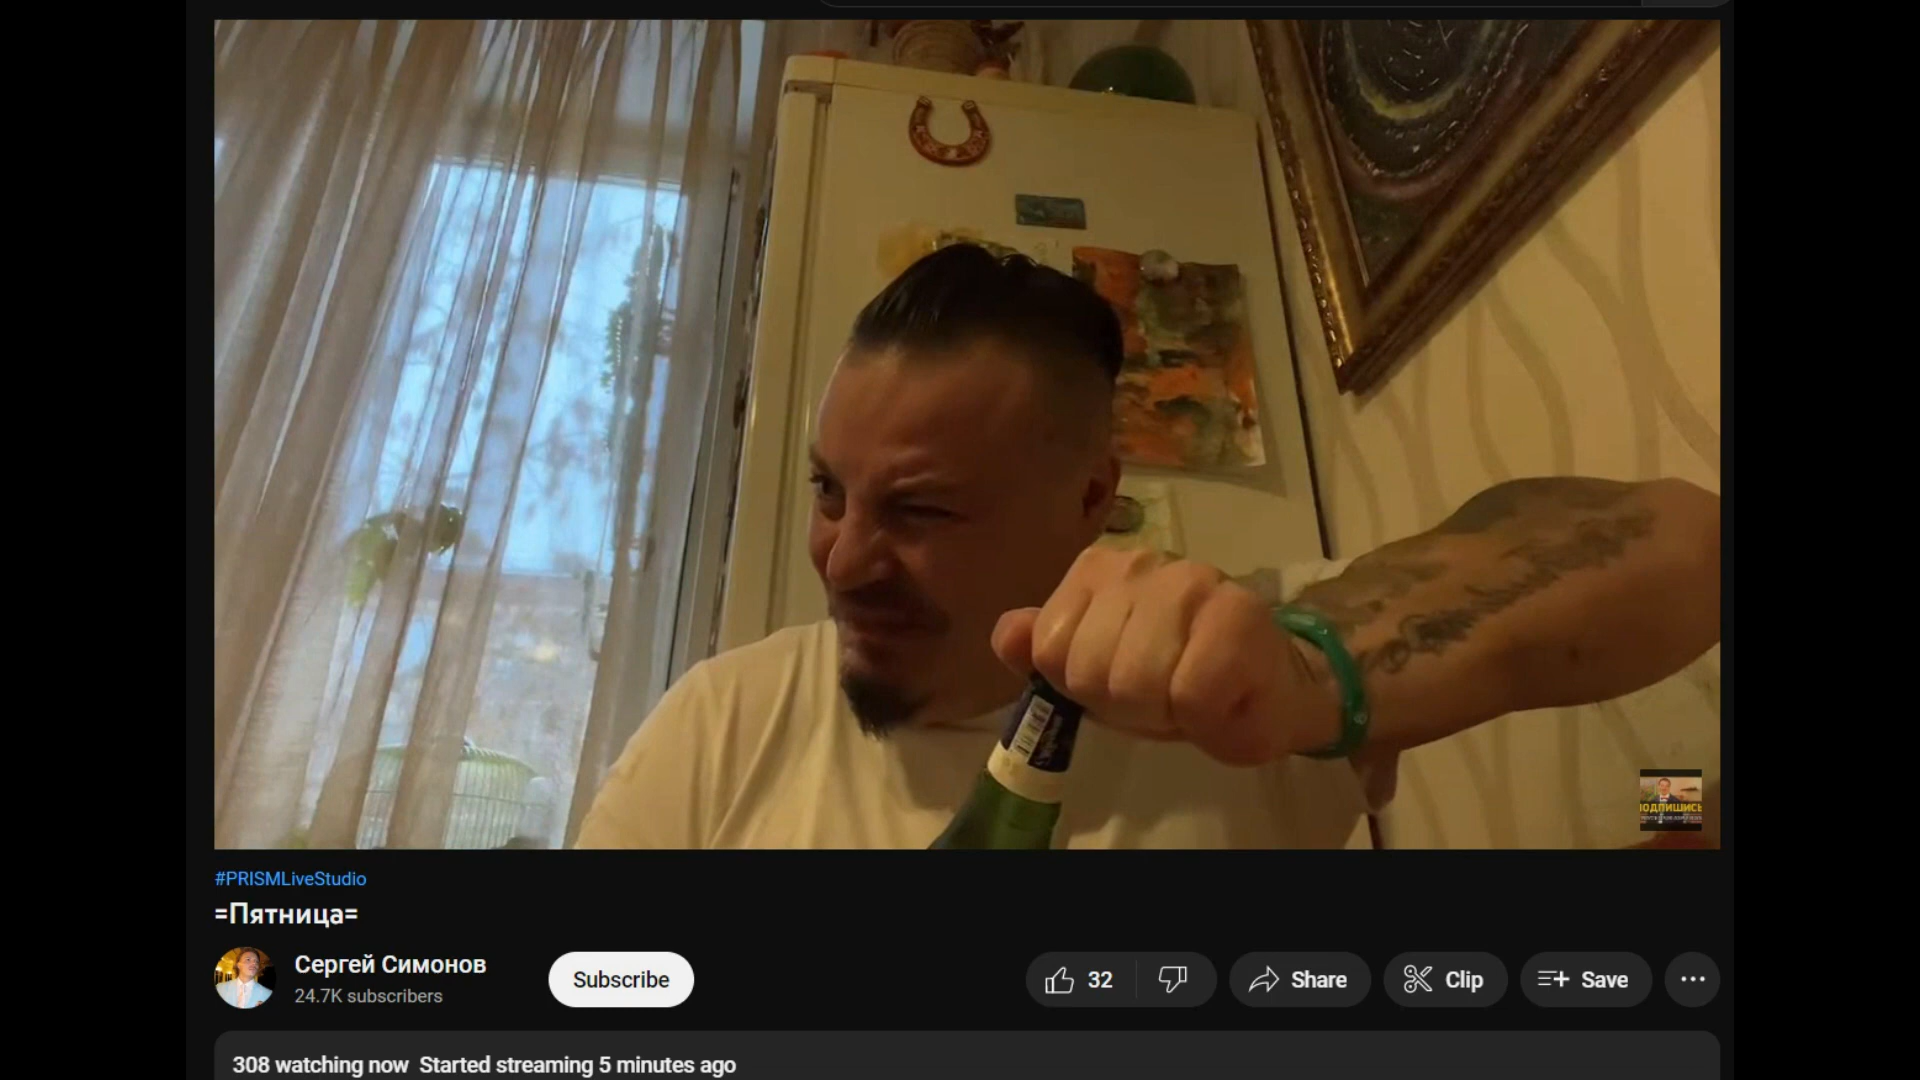 ПОДПИШИСЬ
#PRISMLiveStudio
=Пятница=
Сергей Симонов
24.7K subscribers
Subscribe
32
Share
Clip
Save
308 watching now Started streaming 5 minutes ago